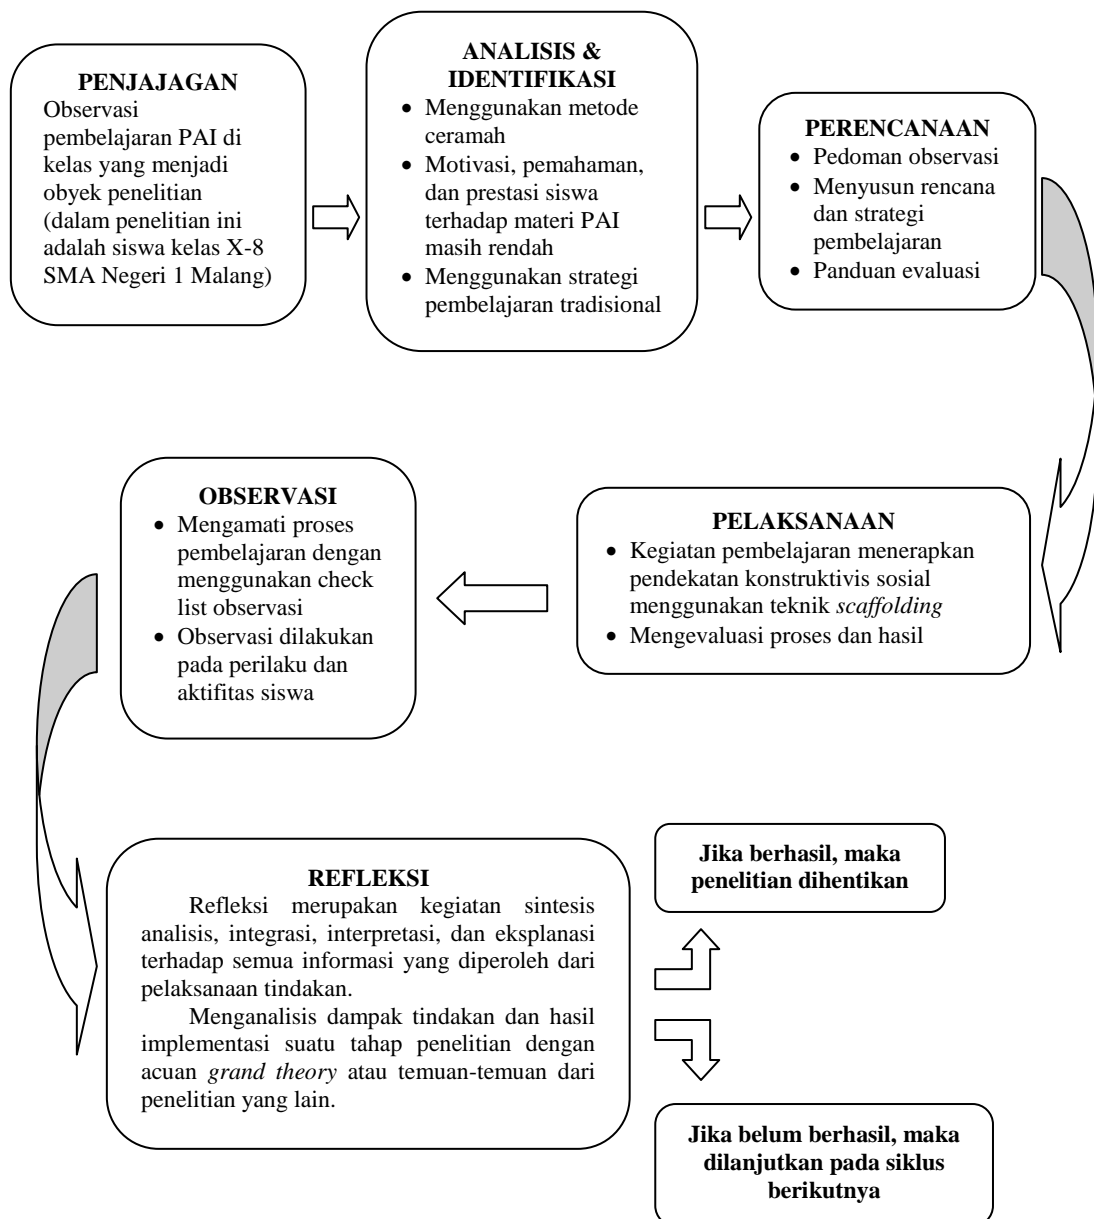 PENJAJAGAN
Observasi
pembelajaran PAI di
kelas yang menjadi
obyek penelitian
(dalam penelitian ini
adalah siswa kelas X-8
SMA Negeri 1 Malang)
ANALISIS &
IDENTIFIKASI
• Menggunakan metode
ceramah
• Motivasi, pemahaman,
dan prestasi siswa
terhadap materi PAI
masih rendah
• Menggunakan strategi
pembelajaran tradisional
PERENCANAAN
• Pedoman observasi
• Menyusun rencana
dan strategi
pembelajaran
• Panduan evaluasi
PELAKSANAAN
• Kegiatan pembelajaran menerapkan
pendekatan konstruktivis sosial
menggunakan teknik scaffolding
• Mengevaluasi proses dan hasil
OBSERVASI
• Mengamati proses
pembelajaran dengan
menggunakan check
list observasi
• Observasi dilakukan
pada perilaku dan
aktifitas siswa
REFLEKSI
Refleksi merupakan kegiatan sintesis
analisis, integrasi, interpretasi, dan eksplanasi
terhadap semua informasi yang diperoleh dari
pelaksanaan tindakan.
Menganalisis dampak tindakan dan hasil
implementasi suatu tahap penelitian dengan
acuan grand theory atau temuan-temuan dari
penelitian yang lain.
Jika berhasil, maka
penelitian dihentikan
Jika belum berhasil, maka
dilanjutkan pada siklus
berikutnya